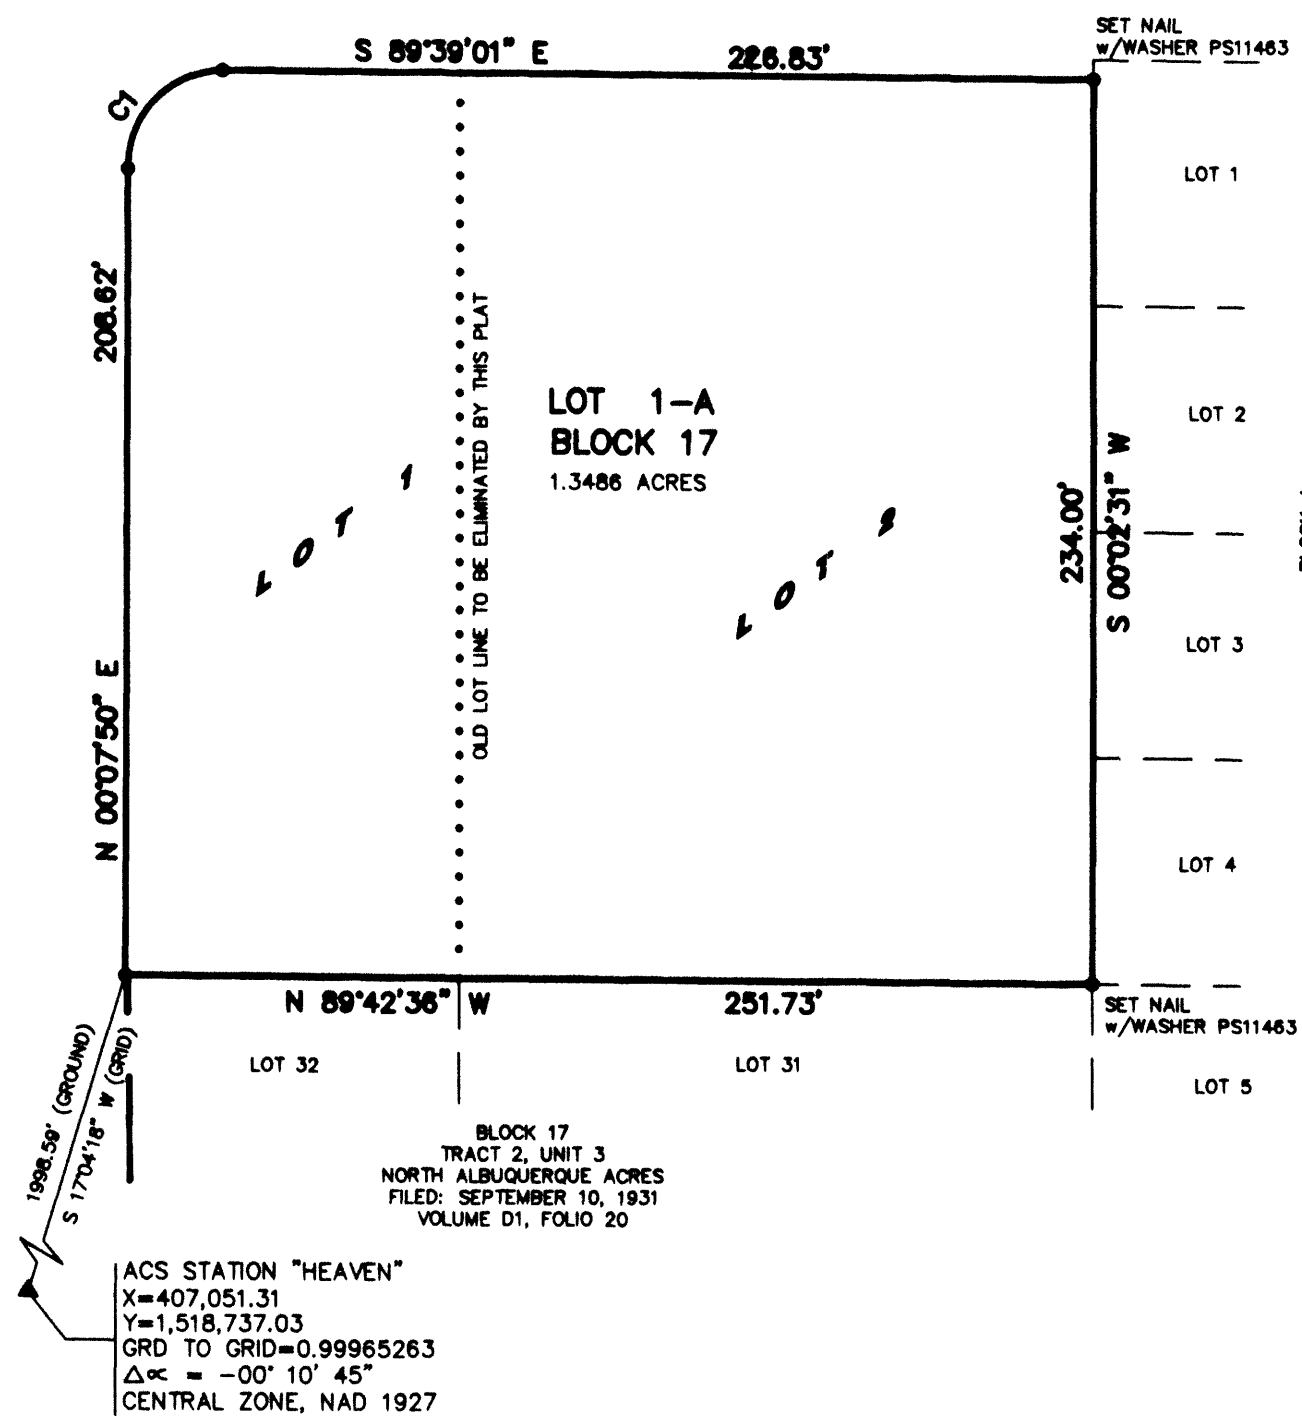 SET NAIL
w/WASHER PS11463
S 89°39'01" E
226.83'
C1
LOT 1
208.62'
OLD LOT LINE TO BE ELIMINATED BY THIS PLAT
LOT 1-A
BLOCK 17
1.3486 ACRES
LOT 2
LOT 1
LOT 2
234.00'
S 00°02'31" W
LOT 3
N 00°07'50" E
LOT 4
N 89°42'36" W
251.73'
SET NAIL
w/WASHER PS11463
LOT 32
LOT 31
LOT 5
1998.59' (GROUND)
S 17°04'18" W (GRID)
BLOCK 17
TRACT 2, UNIT 3
NORTH ALBUQUERQUE ACRES
FILED: SEPTEMBER 10, 1931
VOLUME D1, FOLIO 20
ACS STATION "HEAVEN"
X=407,051.31
Y=1,518,737.03
GRD TO GRID=0.99965263
Δ∝ = -00° 10' 45"
CENTRAL ZONE, NAD 1927